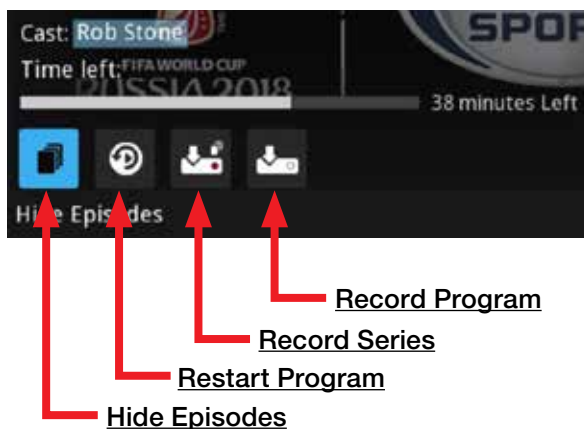 Cast: Rob Stone
SPOR
Time left:
FIFA WORLD CUP
RUSSIA 2018
38 minutes Left
Hide Episodes
Record Program
Record Series
Restart Program
Hide Episodes